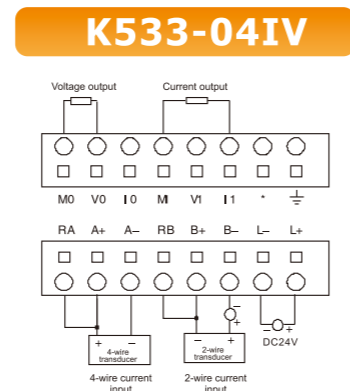 K533-04IV
Voltage output Current output
M0 V0 I0 MI V1 I1 *
RA A+ A− RB B+ B− L− L+
− +
+ − − + − +
4-wire transducer 2-wire transducer DC24V
4-wire current input 2-wire current input